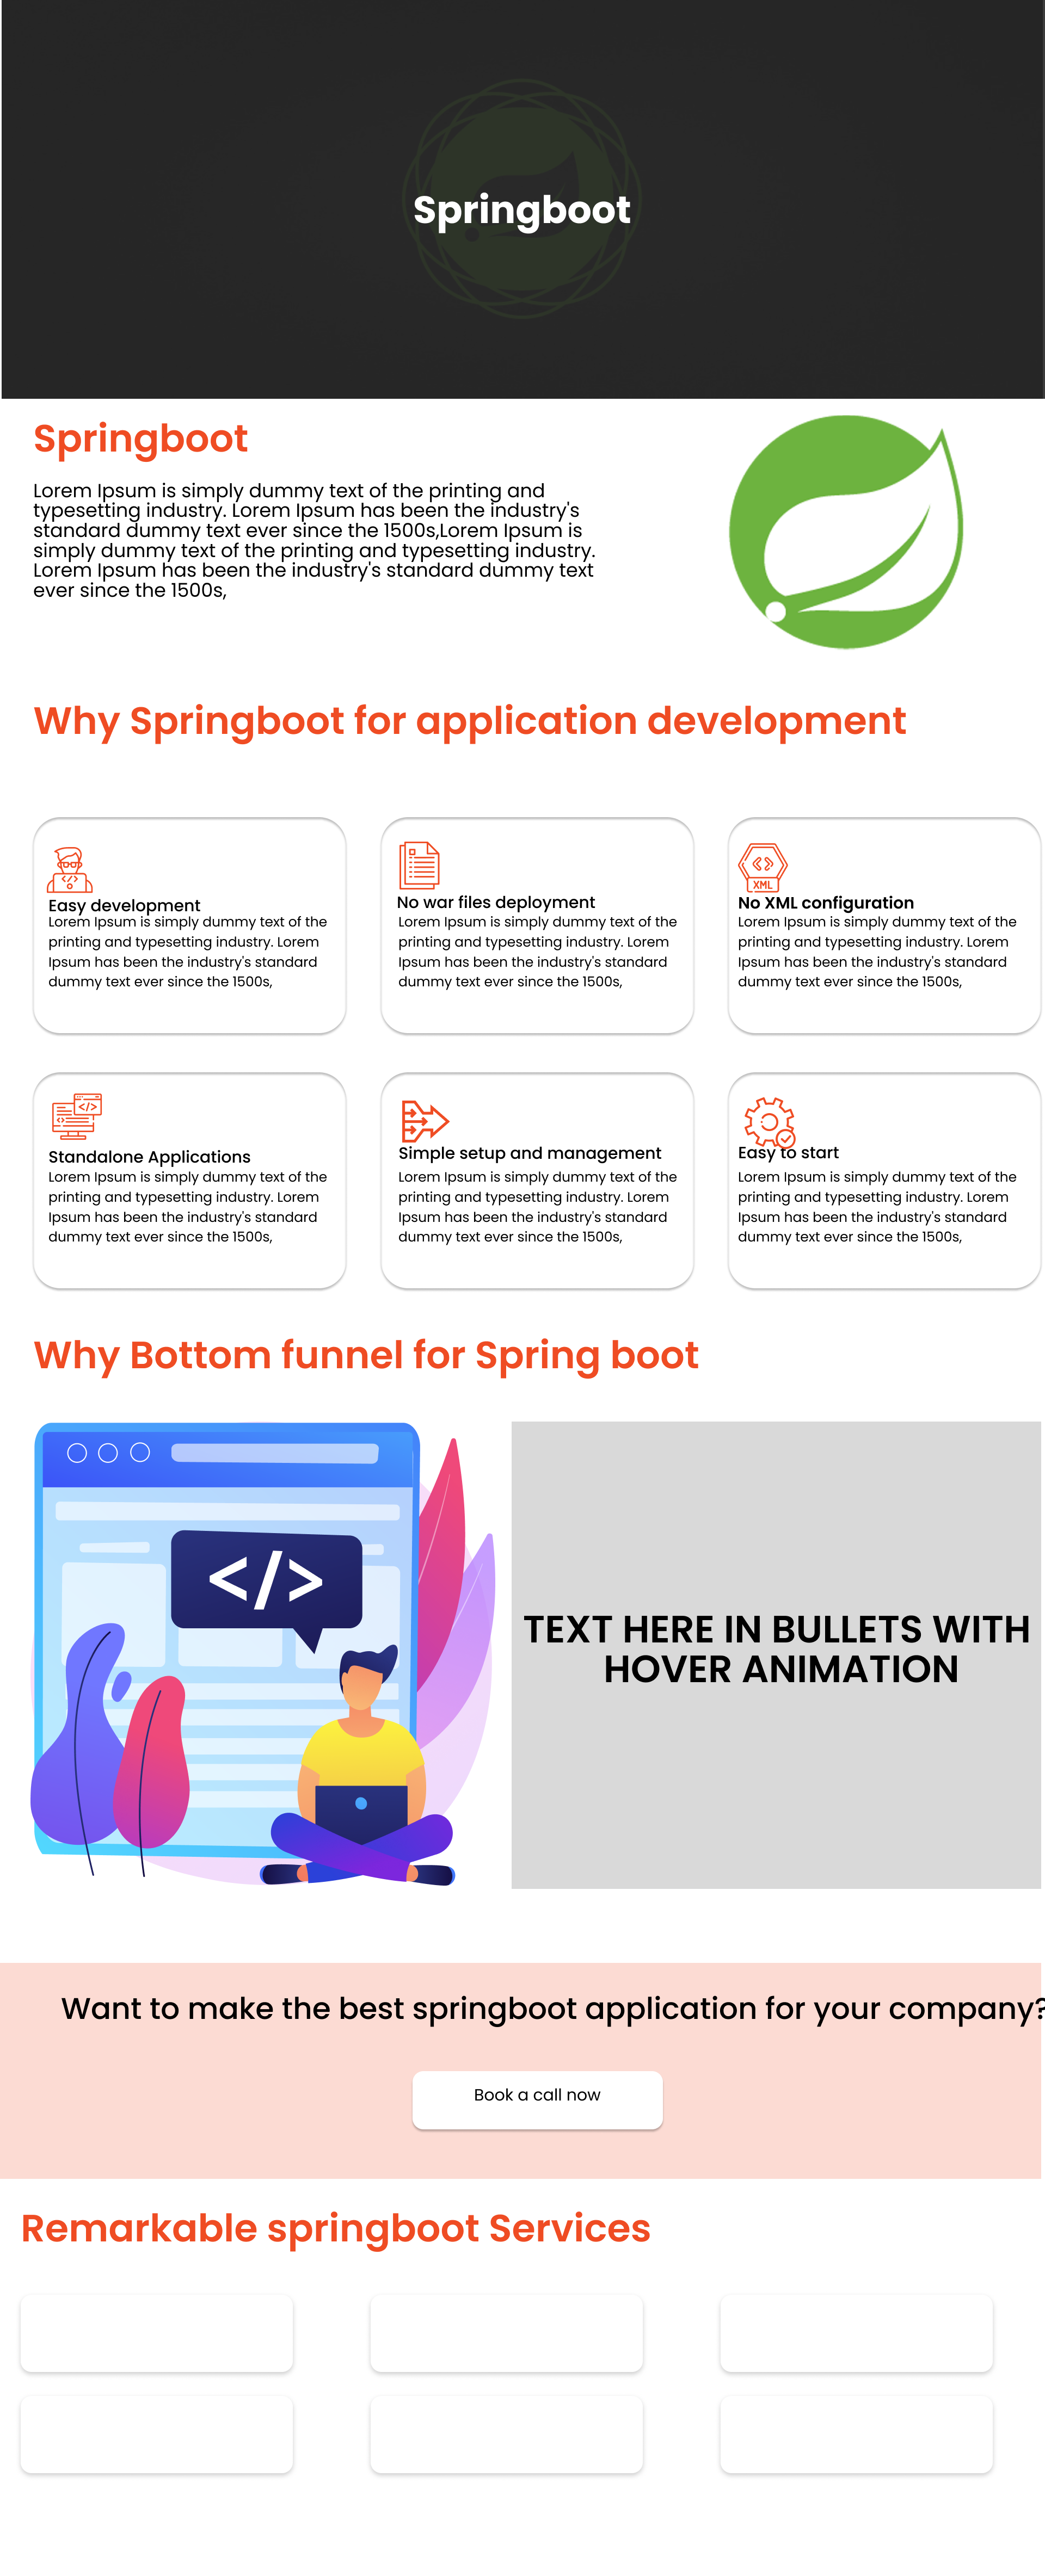 Springboot
Springboot
Lorem Ipsum is simply dummy text of the printing and
typesetting industry. Lorem Ipsum has been the industry's
standard dummy text ever since the 1500s,Lorem Ipsum is
simply dummy text of the printing and typesetting industry.
Lorem Ipsum has been the industry's standard dummy text
ever since the 1500s,
Why Springboot for application development
Easy development
Lorem Ipsum is simply dummy text of the
printing and typesetting industry. Lorem
Ipsum has been the industry's standard
dummy text ever since the 1500s,
No war files deployment
Lorem Ipsum is simply dummy text of the
printing and typesetting industry. Lorem
Ipsum has been the industry's standard
dummy text ever since the 1500s,
XML
No XML configuration
Lorem Ipsum is simply dummy text of the
printing and typesetting industry. Lorem
Ipsum has been the industry's standard
dummy text ever since the 1500s,
Standalone Applications
Lorem Ipsum is simply dummy text of the
printing and typesetting industry. Lorem
Ipsum has been the industry's standard
dummy text ever since the 1500s,
Simple setup and management
Lorem Ipsum is simply dummy text of the
printing and typesetting industry. Lorem
Ipsum has been the industry's standard
dummy text ever since the 1500s,
Easy to start
Lorem Ipsum is simply dummy text of the
printing and typesetting industry. Lorem
Ipsum has been the industry's standard
dummy text ever since the 1500s,
Why Bottom funnel for Spring boot
</>
TEXT HERE IN BULLETS WITH
HOVER ANIMATION
Want to make the best springboot application for your company?
Book a call now
Remarkable springboot Services